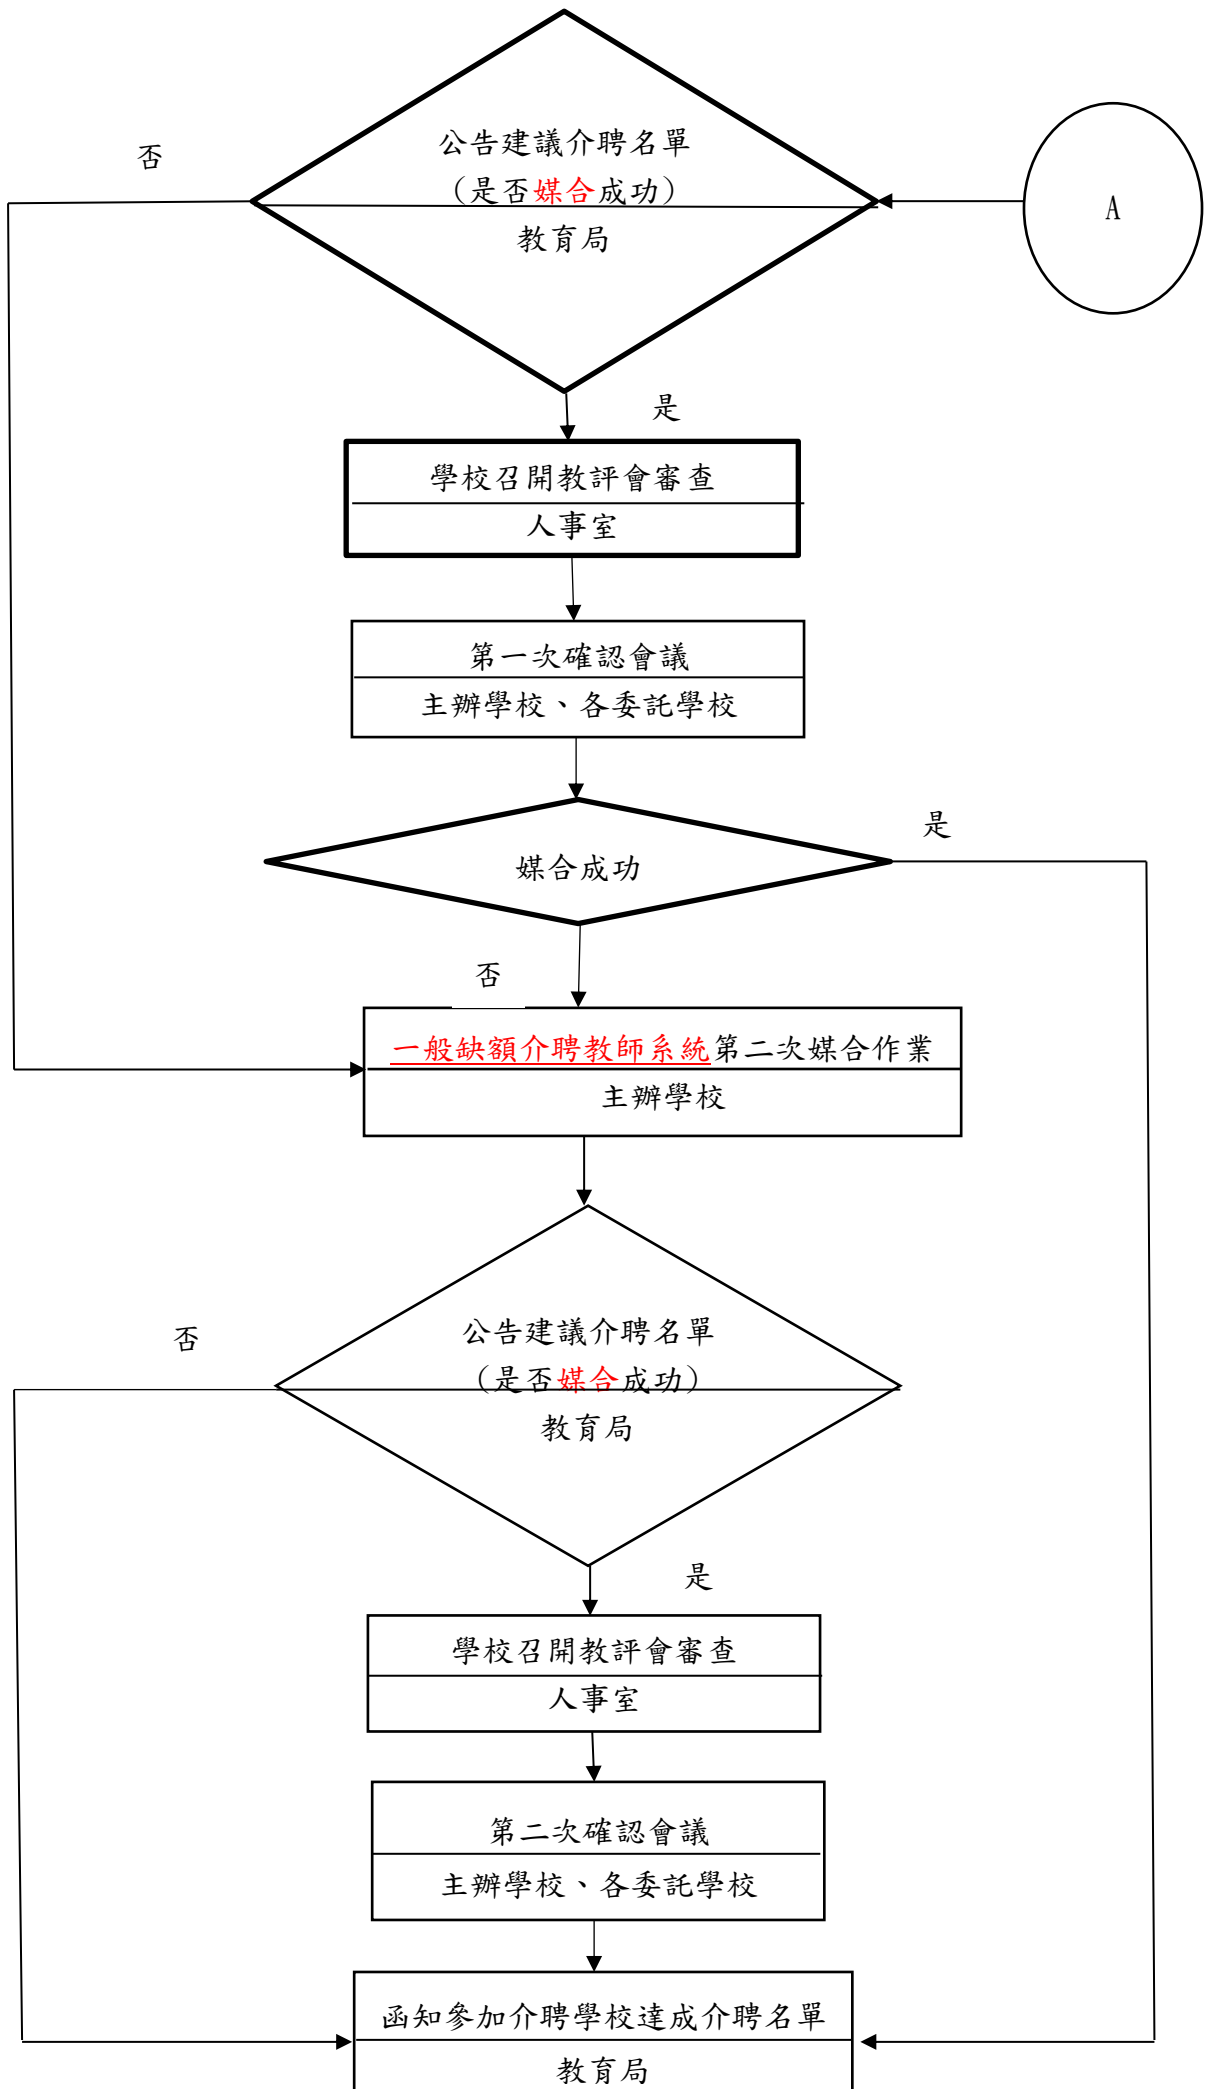 公告建議介聘名單
否
(是否媒合成功)
A
教育局
是
學校召開教評會審查
人事室
第一次確認會議
主辦學校、各委託學校
是
媒合成功
否
一般缺額介聘教師系統第二次媒合作業
主辦學校
公告建議介聘名單
否
(是否媒合成功)
教育局
是
學校召開教評會審查
人事室
第二次確認會議
主辦學校、各委託學校
函知參加介聘學校達成介聘名單
教育局